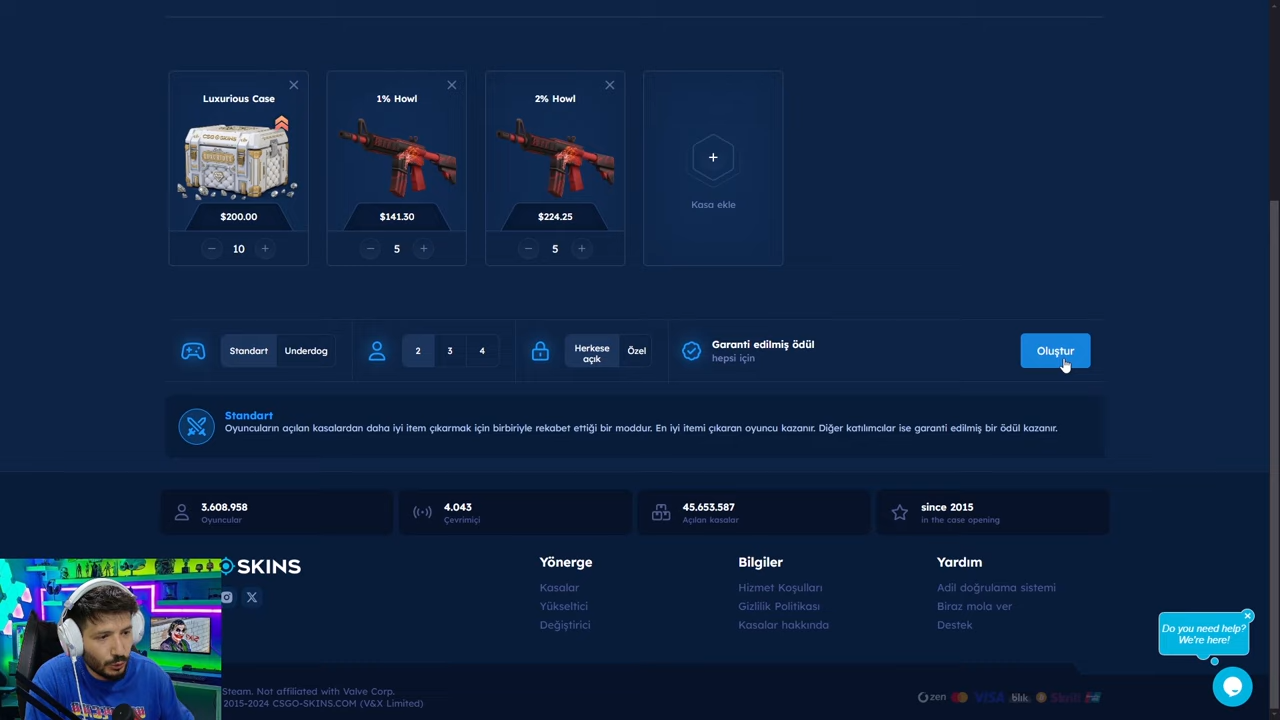 Luxurious Case
1% Howl
2% Howl
CSGO SKINS
$200.00
$141.30
$224.25
Kasa ekle
− 10 +
− 5 +
− 5 +
Standart
Underdog
2
3
4
Herkese
açık
Özel
Garanti edilmiş ödül
hepsi için
Oluştur
Standart
Oyuncuların açılan kasalardan daha iyi item çıkarmak için birbiriyle rekabet ettiği bir moddur. En iyi itemi çıkaran oyuncu kazanır. Diğer katılımcılar ise garanti edilmiş bir ödül kazanır.
3.608.958
Oyuncular
4.043
Çevrimiçi
45.653.587
Açılan kasalar
since 2015
in the case opening
SKINS
Yönerge
Kasalar
Yükseltici
Değiştirici
Bilgiler
Hizmet Koşulları
Gizlilik Politikası
Kasalar hakkında
Yardım
Adil doğrulama sistemi
Biraz mola ver
Destek
Do you need help?
We're here!
Steam. Not affiliated with Valve Corp.
2015-2024 CSGO-SKINS.COM (V&X Limited)
zen
VISA
blik
Skrill